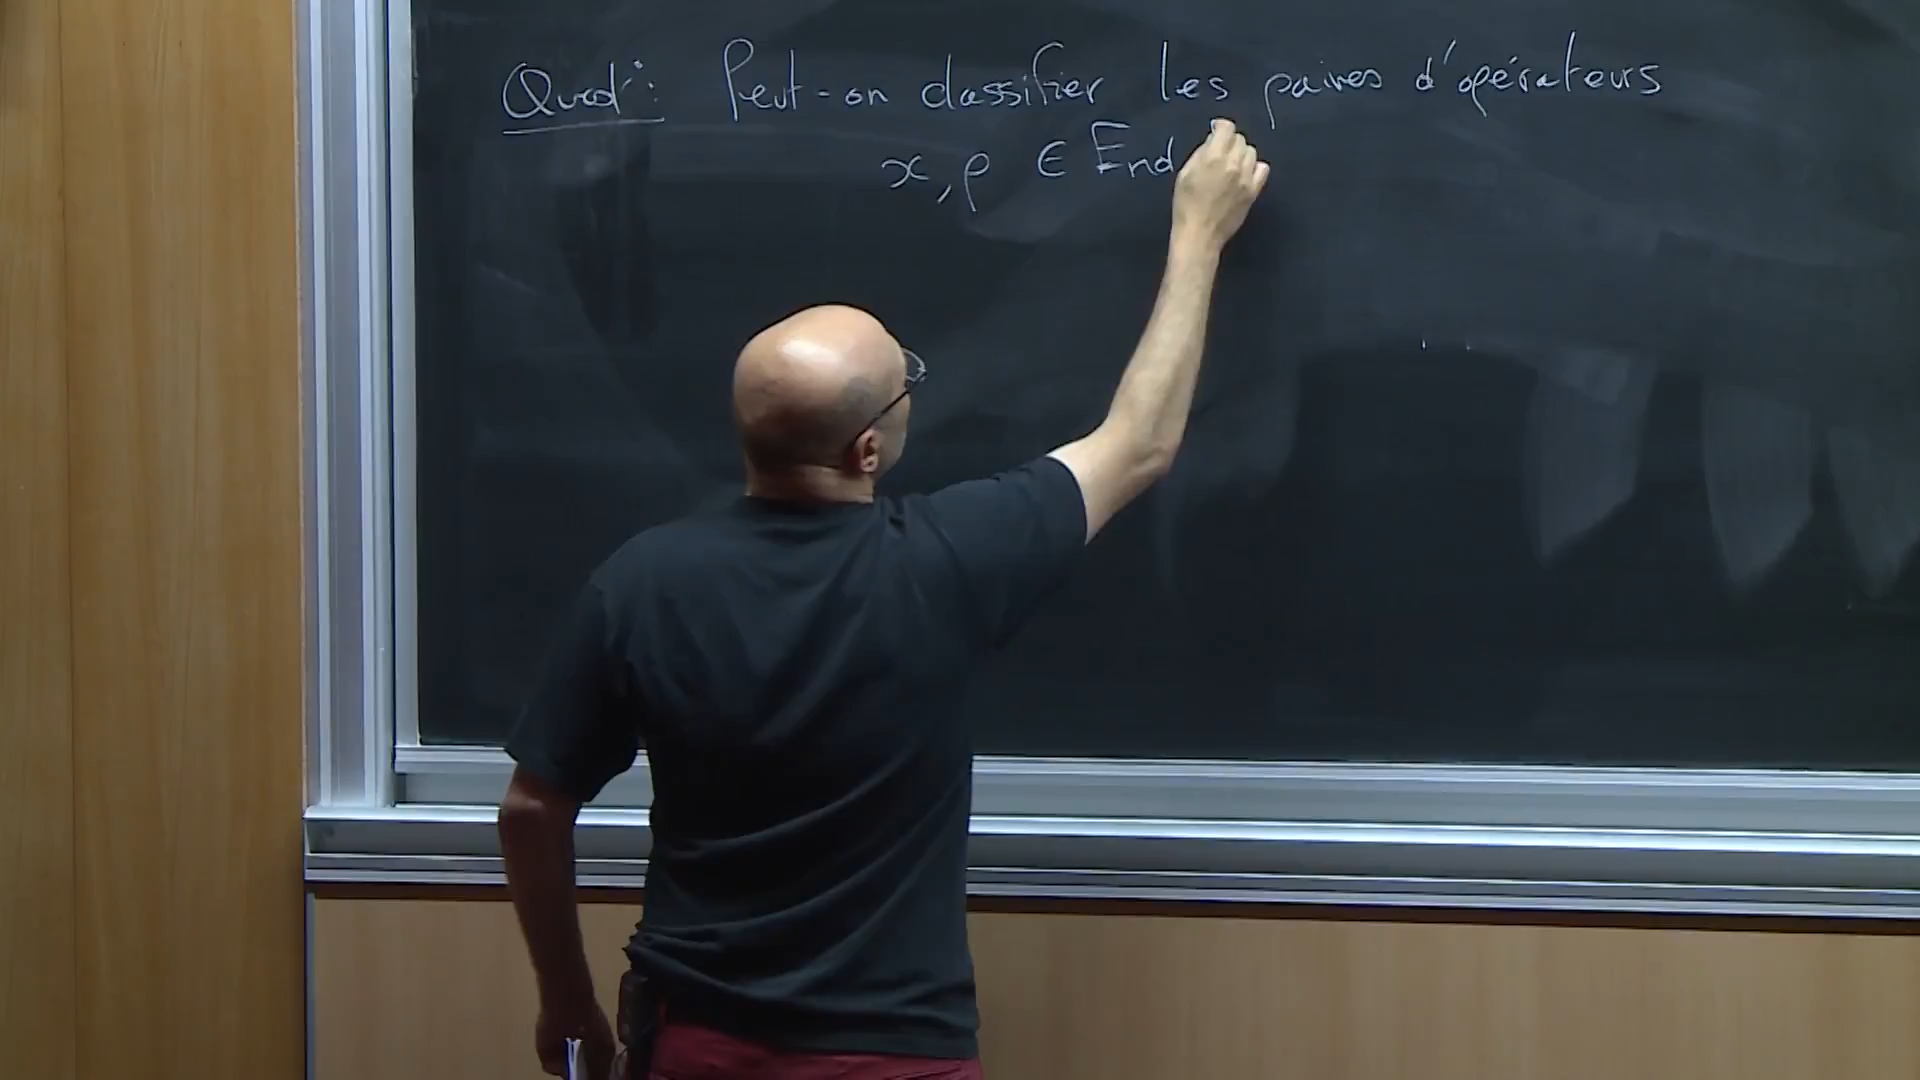 Quest°: Peut-on classifier les paires d'opérateurs
x, p ∈ End